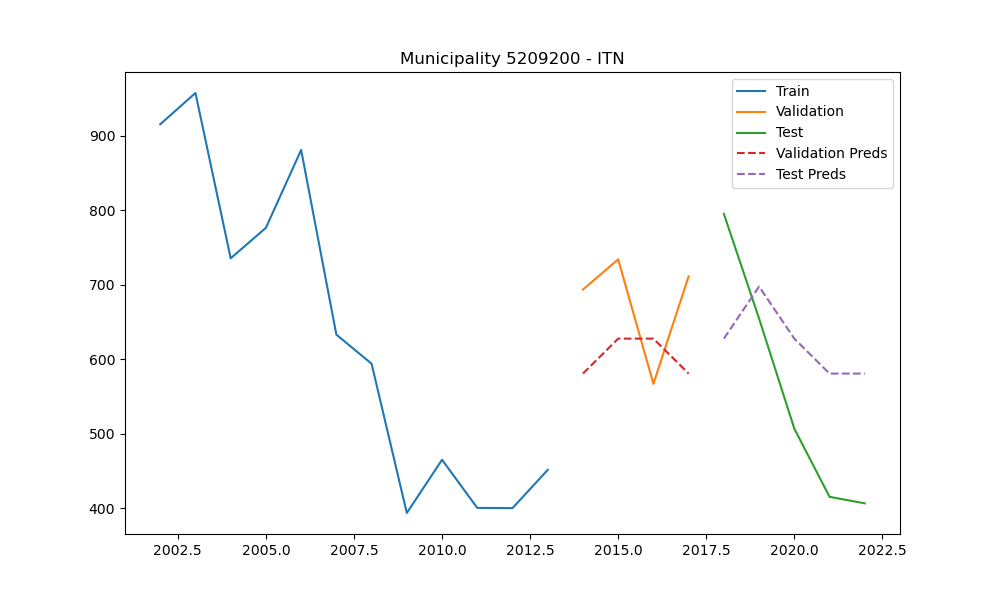 Municipality 5209200 - ITN
Train
Validation
Test
Validation Preds
Test Preds
900
800
700
600
500
400
2002.5 2005.0 2007.5 2010.0 2012.5 2015.0 2017.5 2020.0 2022.5